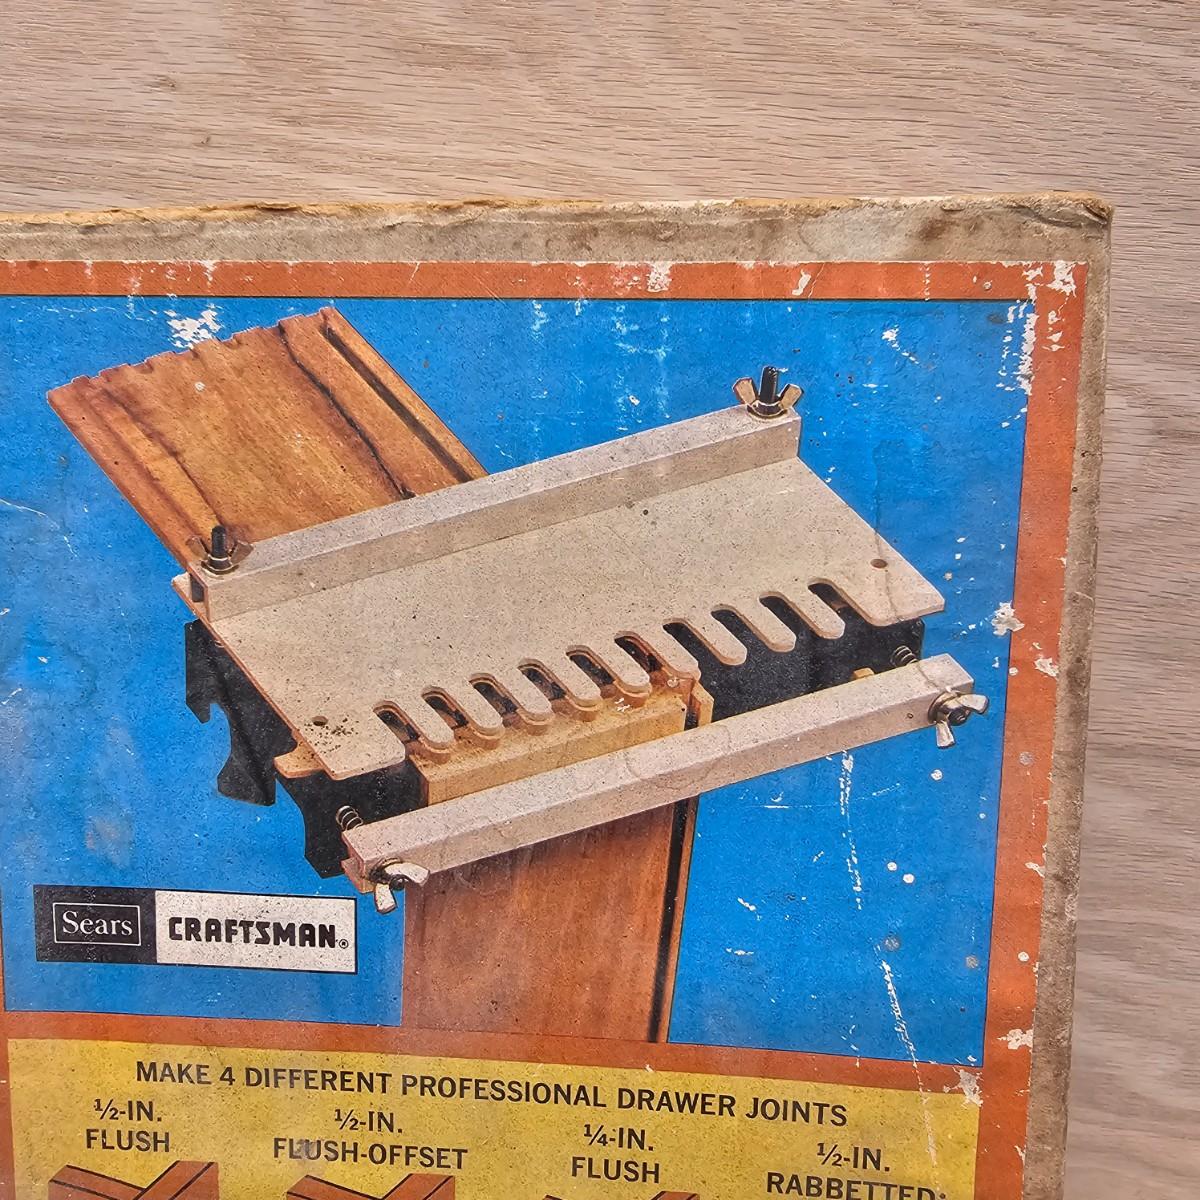 Sears CRAFTSMAN®
MAKE 4 DIFFERENT PROFESSIONAL DRAWER JOINTS
½-IN.
FLUSH
½-IN.
FLUSH-OFFSET
¼-IN.
FLUSH
½-IN.
RABBETTED: